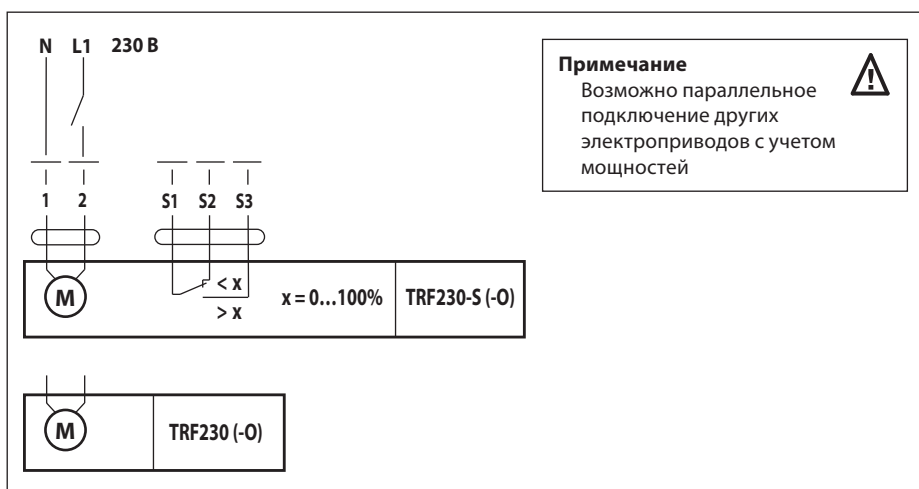 N L1 230 В
Примечание
Возможно параллельное
подключение других
электроприводов с учетом
мощностей
1 2 S1 S2 S3
M < x
> x
x = 0...100%
TRF230-S (-O)
M TRF230 (-O)